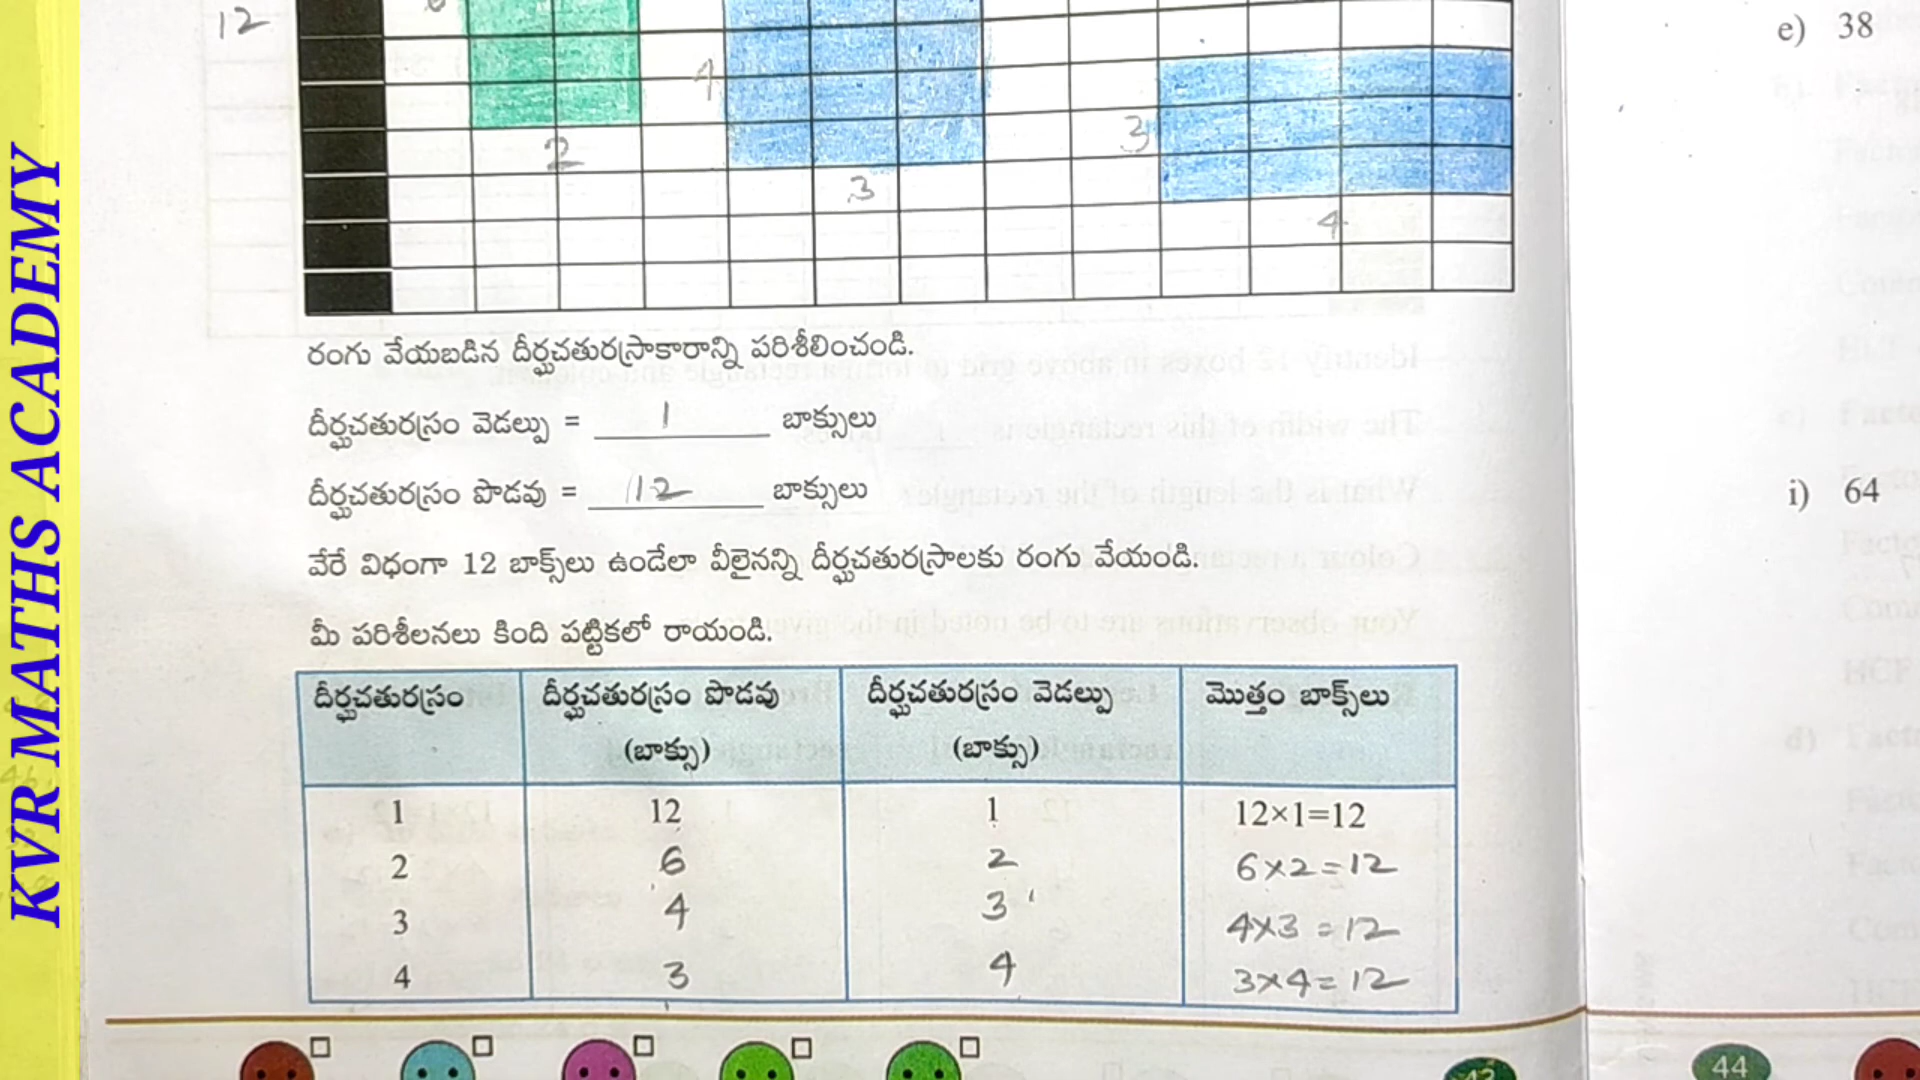 KVR MATHS ACADEMY
12
4
2
3
3
4
రంగు వేయబడిన దీర్ఘచతురస్రాకారాన్ని పరిశీలించండి.
దీర్ఘచతురస్రం వెడల్పు = 1 బాక్సులు
దీర్ఘచతురస్రం పొడవు = 12 బాక్సులు
వేరే విధంగా 12 బాక్స్‌లు ఉండేలా వీలైనన్ని దీర్ఘచతురస్రాలకు రంగు వేయండి.
మీ పరిశీలనలు కింది పట్టికలో రాయండి.
దీర్ఘచతురస్రం దీర్ఘచతురస్రం పొడవు దీర్ఘచతురస్రం వెడల్పు మొత్తం బాక్స్‌లు
(బాక్సు) (బాక్సు)
1 12 1 12×1=12
2 6 2 6×2=12
3 4 3 4×3=12
4 3 4 3×4=12
e) 38
i) 64
44